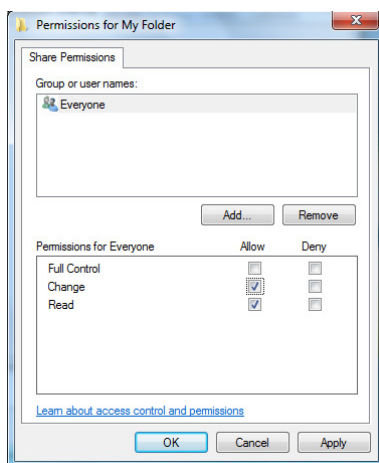 Permissions for My Folder
Share Permissions
Group or user names:
Everyone
Add... Remove
Permissions for Everyone Allow Deny
Full Control
Change
Read
Learn about access control and permissions
OK Cancel Apply